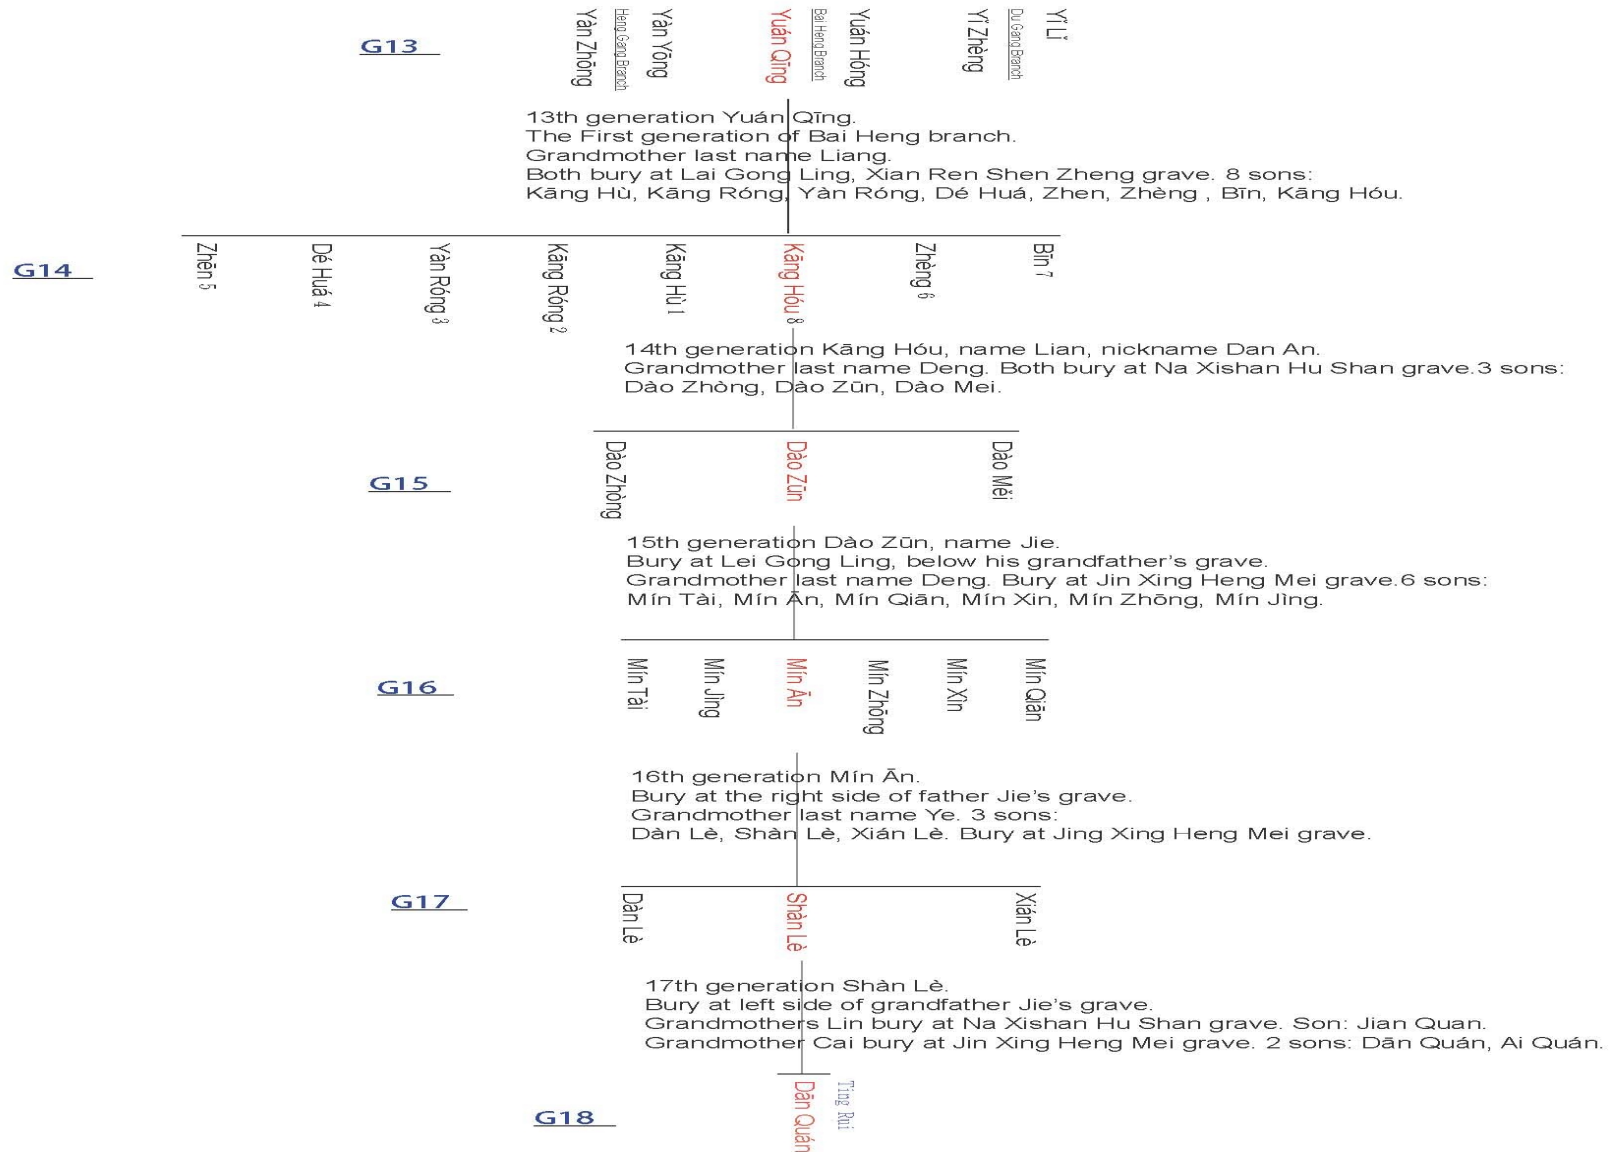 G13
Yàn Zhōng
Heng Gang Branch
Yàn Yōng
Yuán Qīng
Bai Heng Branch
Yuán Hóng
Yǐ Zhèng
Du Gang Branch
Yǐ Lǐ
13th generation Yuán Qīng.
The First generation of Bai Heng branch.
Grandmother last name Liang.
Both bury at Lai Gong Ling, Xian Ren Shen Zheng grave. 8 sons:
Kāng Hù, Kāng Róng, Yàn Róng, Dé Huá, Zhen, Zhèng , Bīn, Kāng Hóu.
G14
Zhēn 5
Dé Huá 4
Yàn Róng 3
Kāng Róng 2
Kāng Hù 1
Kāng Hóu 8
Zhèng 6
Bīn 7
14th generation Kāng Hóu, name Lian, nickname Dan An.
Grandmother last name Deng. Both bury at Na Xishan Hu Shan grave.3 sons:
Dào Zhòng, Dào Zūn, Dào Mei.
G15
Dào Zhòng
Dào Zūn
Dào Měi
15th generation Dào Zūn, name Jie.
Bury at Lei Gong Ling, below his grandfather's grave.
Grandmother last name Deng. Bury at Jin Xing Heng Mei grave.6 sons:
Mín Tài, Mín Ān, Mín Qiān, Mín Xin, Mín Zhōng, Mín Jìng.
G16
Mín Tài
Mín Jìng
Mín Ān
Mín Zhōng
Mín Xìn
Mín Qiān
16th generation Mín Ān.
Bury at the right side of father Jie's grave.
Grandmother last name Ye. 3 sons:
Dàn Lè, Shàn Lè, Xián Lè. Bury at Jing Xing Heng Mei grave.
G17
Dàn Lè
Shàn Lè
Xián Lè
17th generation Shàn Lè.
Bury at left side of grandfather Jie's grave.
Grandmothers Lin bury at Na Xishan Hu Shan grave. Son: Jian Quan.
Grandmother Cai bury at Jin Xing Heng Mei grave. 2 sons: Dān Quán, Ai Quán.
G18
Dān Quán
Ting Rui